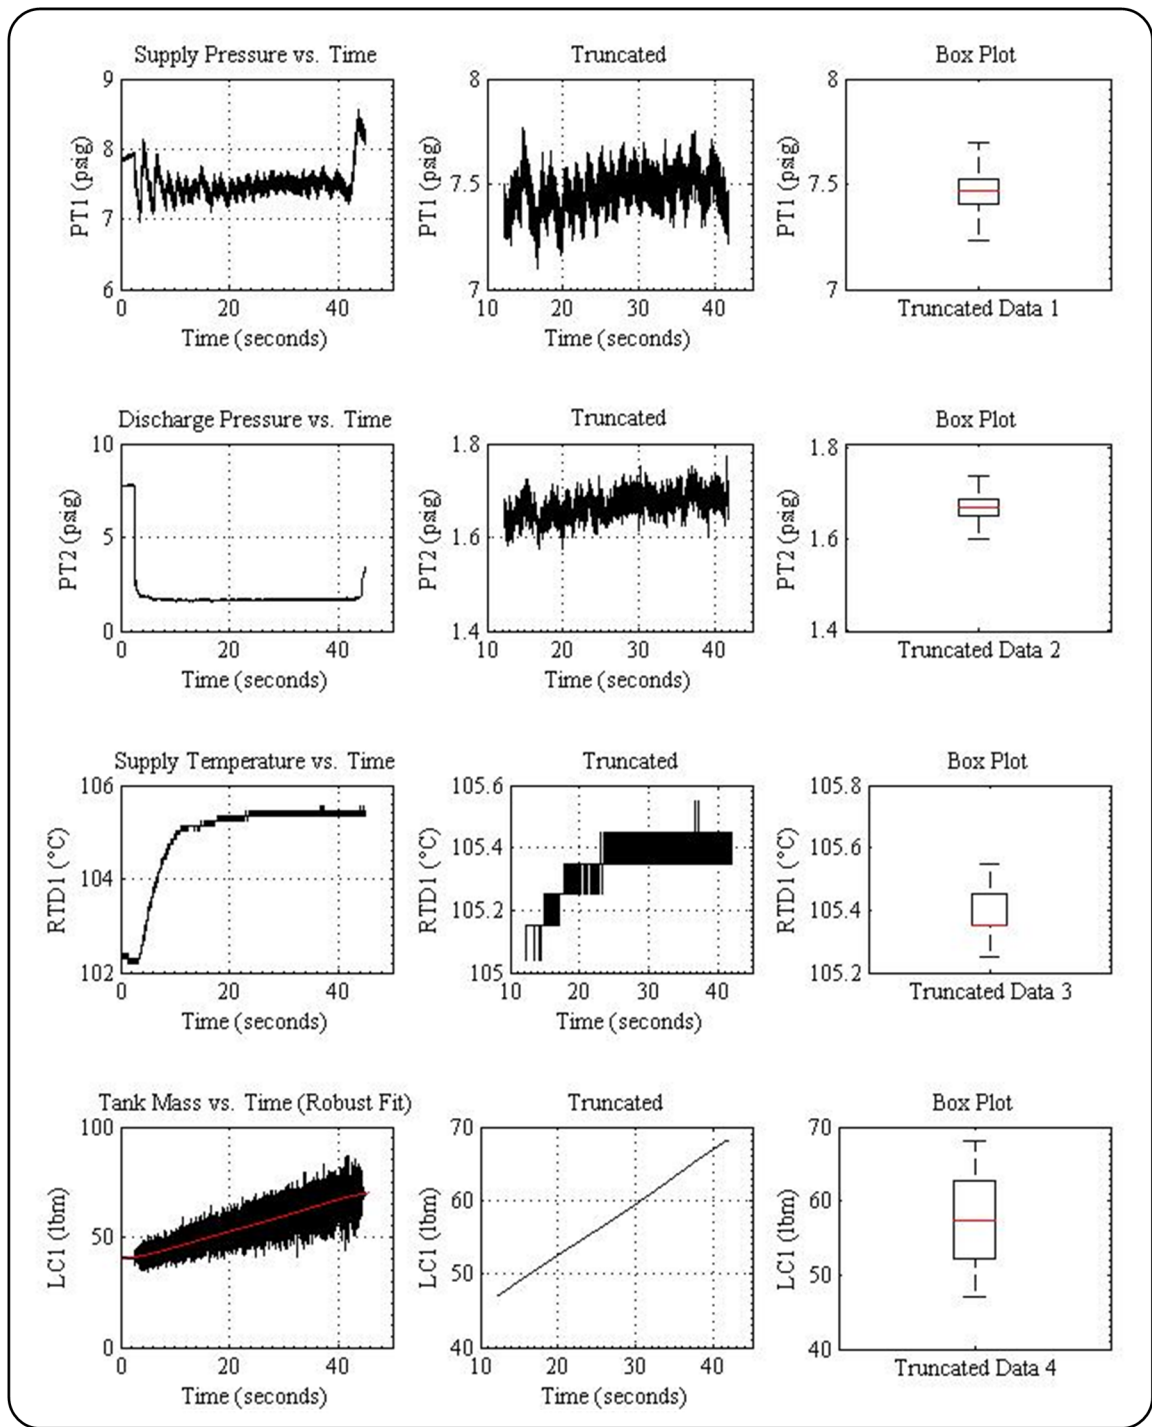 Supply Pressure vs. Time
Truncated
Box Plot
9
8
7
6
PT1 (psig)
0
20
40
Time (seconds)
8
7.5
7
PT1 (psig)
10
20
30
40
Time (seconds)
8
7.5
7
PT1 (psig)
Truncated Data 1
Discharge Pressure vs. Time
Truncated
Box Plot
10
5
0
PT2 (psig)
0
20
40
Time (seconds)
1.8
1.6
1.4
PT2 (psig)
10
20
30
40
Time (seconds)
1.8
1.6
1.4
PT2 (psig)
Truncated Data 2
Supply Temperature vs. Time
Truncated
Box Plot
106
104
102
RTD1 (°C)
0
20
40
Time (seconds)
105.6
105.4
105.2
105
RTD1 (°C)
10
20
30
40
Time (seconds)
105.8
105.6
105.4
105.2
RTD1 (°C)
Truncated Data 3
Tank Mass vs. Time (Robust Fit)
Truncated
Box Plot
100
50
0
LC1 (lbm)
0
20
40
Time (seconds)
70
60
50
40
LC1 (lbm)
10
20
30
40
Time (seconds)
70
60
50
40
LC1 (lbm)
Truncated Data 4